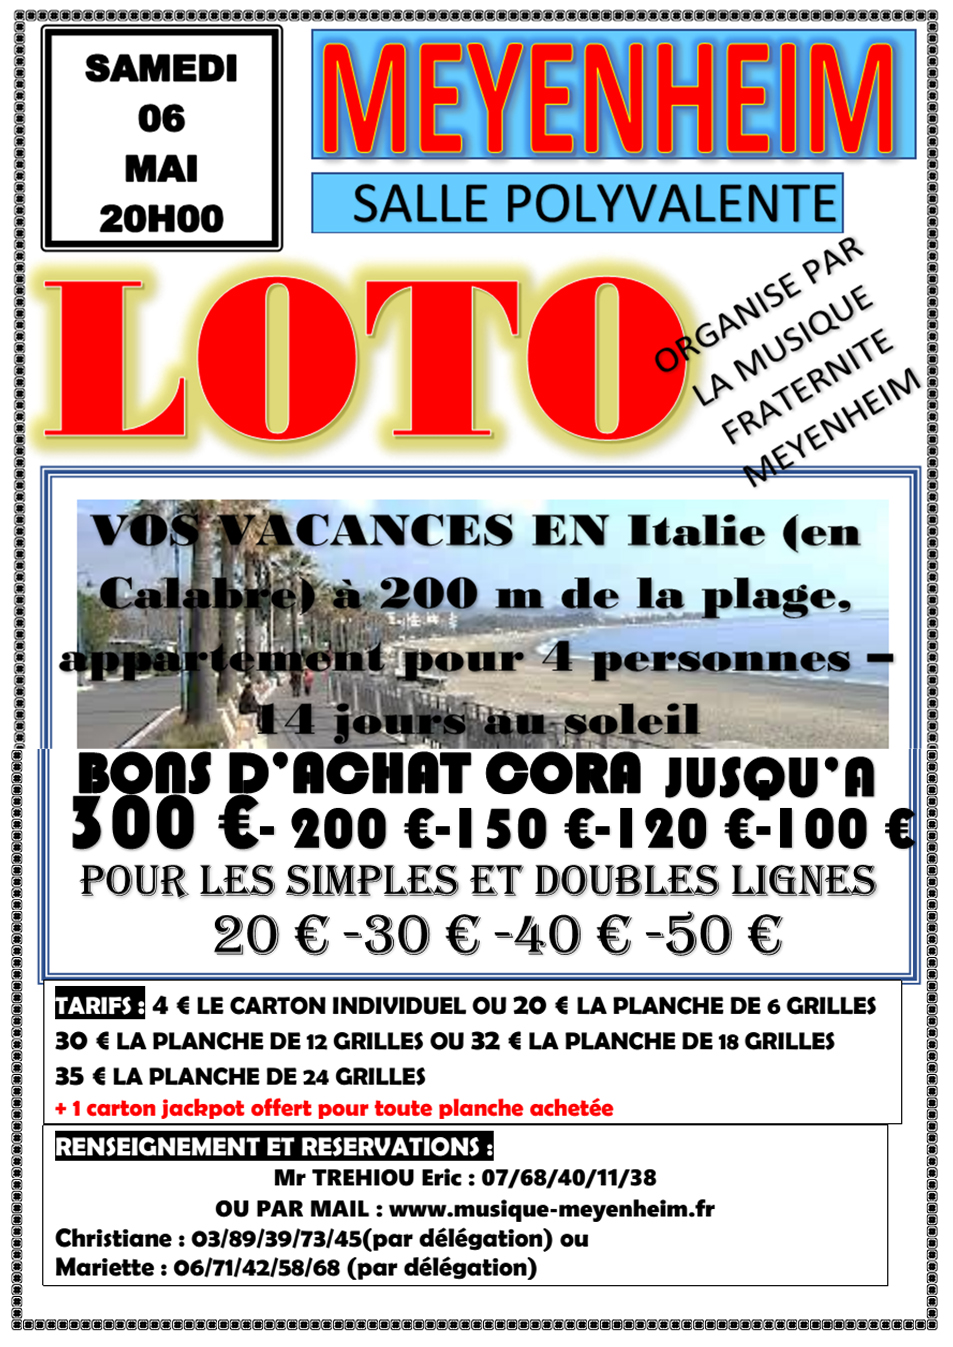 SAMEDI
06
MAI
20H00
MEYENHEIM
SALLE POLYVALENTE
LOTO
ORGANISE PAR
LA MUSIQUE
FRATERNITE
MEYENHEIM
VOS VACANCES EN Italie (en
Calabre) à 200 m de la plage,
appartement pour 4 personnes –
14 jours au soleil
BONS D'ACHAT CORA JUSQU'A
300 €- 200 €-150 €-120 €-100 €
POUR LES SIMPLES ET DOUBLES LIGNES
20 € -30 € -40 € -50 €
TARIFS : 4 € LE CARTON INDIVIDUEL OU 20 € LA PLANCHE DE 6 GRILLES
30 € LA PLANCHE DE 12 GRILLES OU 32 € LA PLANCHE DE 18 GRILLES
35 € LA PLANCHE DE 24 GRILLES
+ 1 carton jackpot offert pour toute planche achetée
RENSEIGNEMENT ET RESERVATIONS :
Mr TREHIOU Eric : 07/68/40/11/38
OU PAR MAIL : www.musique-meyenheim.fr
Christiane : 03/89/39/73/45(par délégation) ou
Mariette : 06/71/42/58/68 (par délégation)